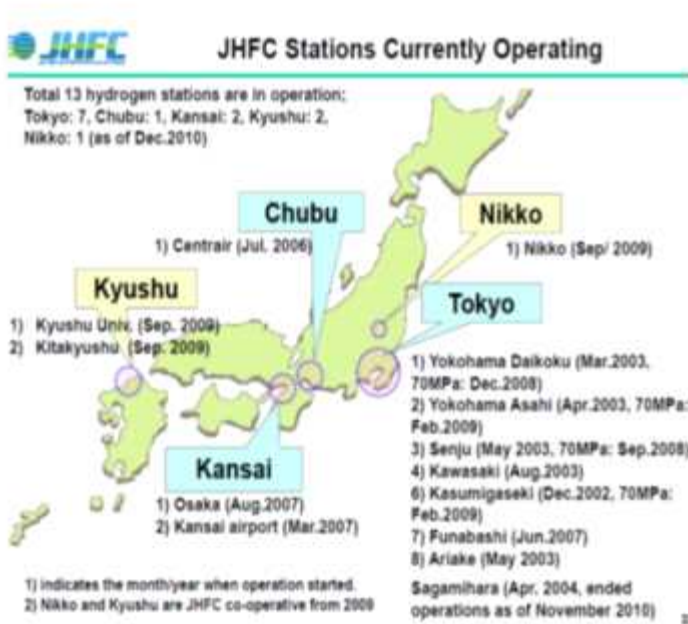 JHFC
JHFC Stations Currently Operating
Total 13 hydrogen stations are in operation;
Tokyo: 7, Chubu: 1, Kansai: 2, Kyushu: 2,
Nikko: 1 (as of Dec.2010)
Chubu
1) Centrair (Jul. 2006)
Nikko
1) Nikko (Sep/ 2009)
Kyushu
1) Kyushu Univ. (Sep. 2009)
2) Kitakyushu (Sep. 2009)
Tokyo
1) Yokohama Daikoku (Mar.2003,
70MPa: Dec.2008)
2) Yokohama Asahi (Apr.2003, 70MPa:
Feb.2009)
3) Senju (May 2003, 70MPa: Sep.2008)
4) Kawasaki (Aug.2003)
6) Kasumigaseki (Dec.2002, 70MPa:
Feb.2009)
7) Funabashi (Jun.2007)
8) Ariake (May 2003)
Sagamihara (Apr. 2004, ended
operations as of November 2010)
Kansai
1) Osaka (Aug.2007)
2) Kansai airport (Mar.2007)
1) indicates the month/year when operation started.
2) Nikko and Kyushu are JHFC co-operative from 2009